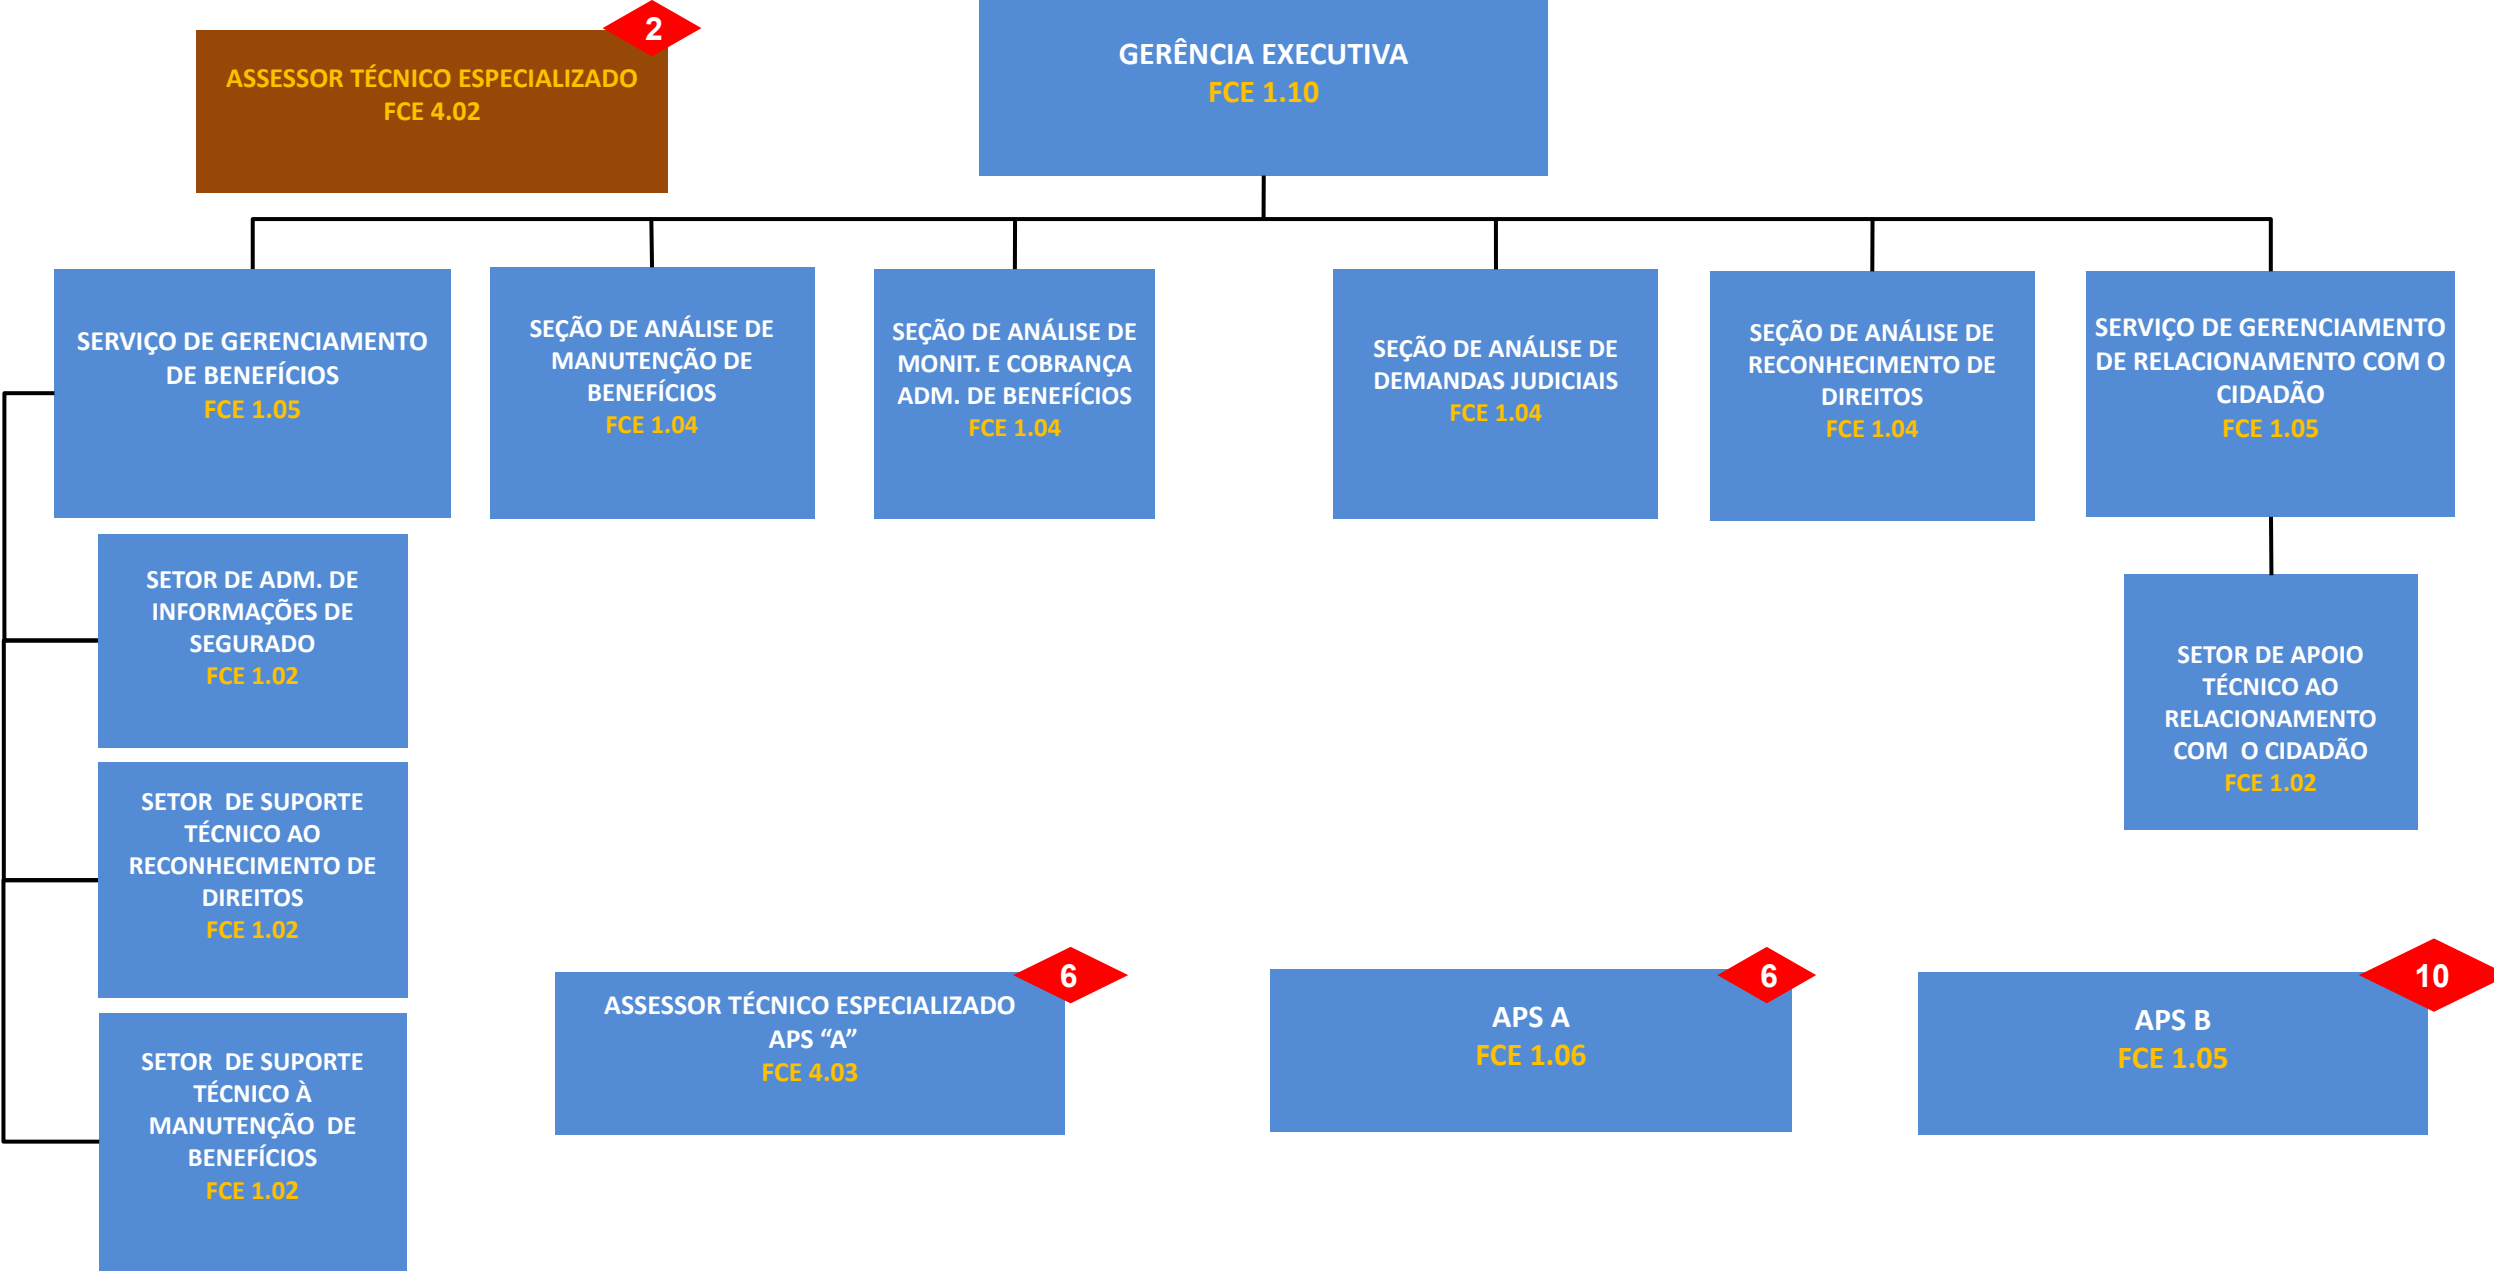 2
ASSESSOR TÉCNICO ESPECIALIZADO
FCE 4.02
GERÊNCIA EXECUTIVA
FCE 1.10
SERVIÇO DE GERENCIAMENTO
DE BENEFÍCIOS
FCE 1.05
SEÇÃO DE ANÁLISE DE
MANUTENÇÃO DE
BENEFÍCIOS
FCE 1.04
SEÇÃO DE ANÁLISE DE
MONIT. E COBRANÇA
ADM. DE BENEFÍCIOS
FCE 1.04
SEÇÃO DE ANÁLISE DE
DEMANDAS JUDICIAIS
FCE 1.04
SEÇÃO DE ANÁLISE DE
RECONHECIMENTO DE
DIREITOS
FCE 1.04
SERVIÇO DE GERENCIAMENTO
DE RELACIONAMENTO COM O
CIDADÃO
FCE 1.05
SETOR DE ADM. DE
INFORMAÇÕES DE
SEGURADO
FCE 1.02
SETOR DE APOIO
TÉCNICO AO
RELACIONAMENTO
COM O CIDADÃO
FCE 1.02
SETOR DE SUPORTE
TÉCNICO AO
RECONHECIMENTO DE
DIREITOS
FCE 1.02
SETOR DE SUPORTE
TÉCNICO À
MANUTENÇÃO DE
BENEFÍCIOS
FCE 1.02
6
ASSESSOR TÉCNICO ESPECIALIZADO
APS “A”
FCE 4.03
6
APS A
FCE 1.06
10
APS B
FCE 1.05